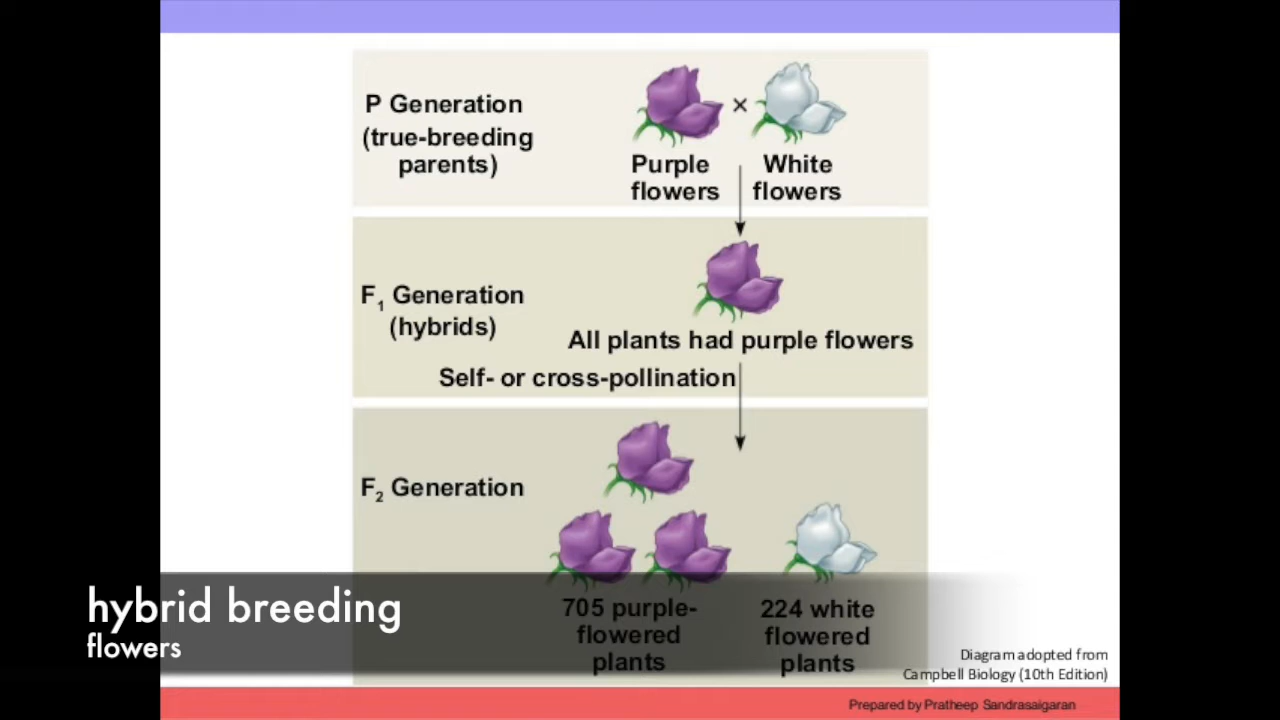 P Generation
(true-breeding
parents)
×
Purple
flowers
White
flowers
F₁ Generation
(hybrids)
All plants had purple flowers
Self- or cross-pollination
F₂ Generation
705 purple-
flowered
plants
224 white
flowered
plants
hybrid breeding
flowers
Diagram adopted from
Campbell Biology (10th Edition)
Prepared by Pratheep Sandrasaigaran